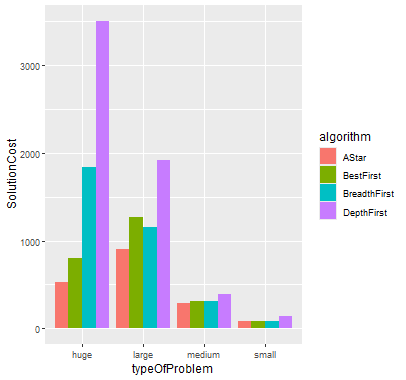 SolutionCost
3000
2000
1000
0
huge
large
medium
small
typeOfProblem
algorithm
AStar
BestFirst
BreadthFirst
DepthFirst